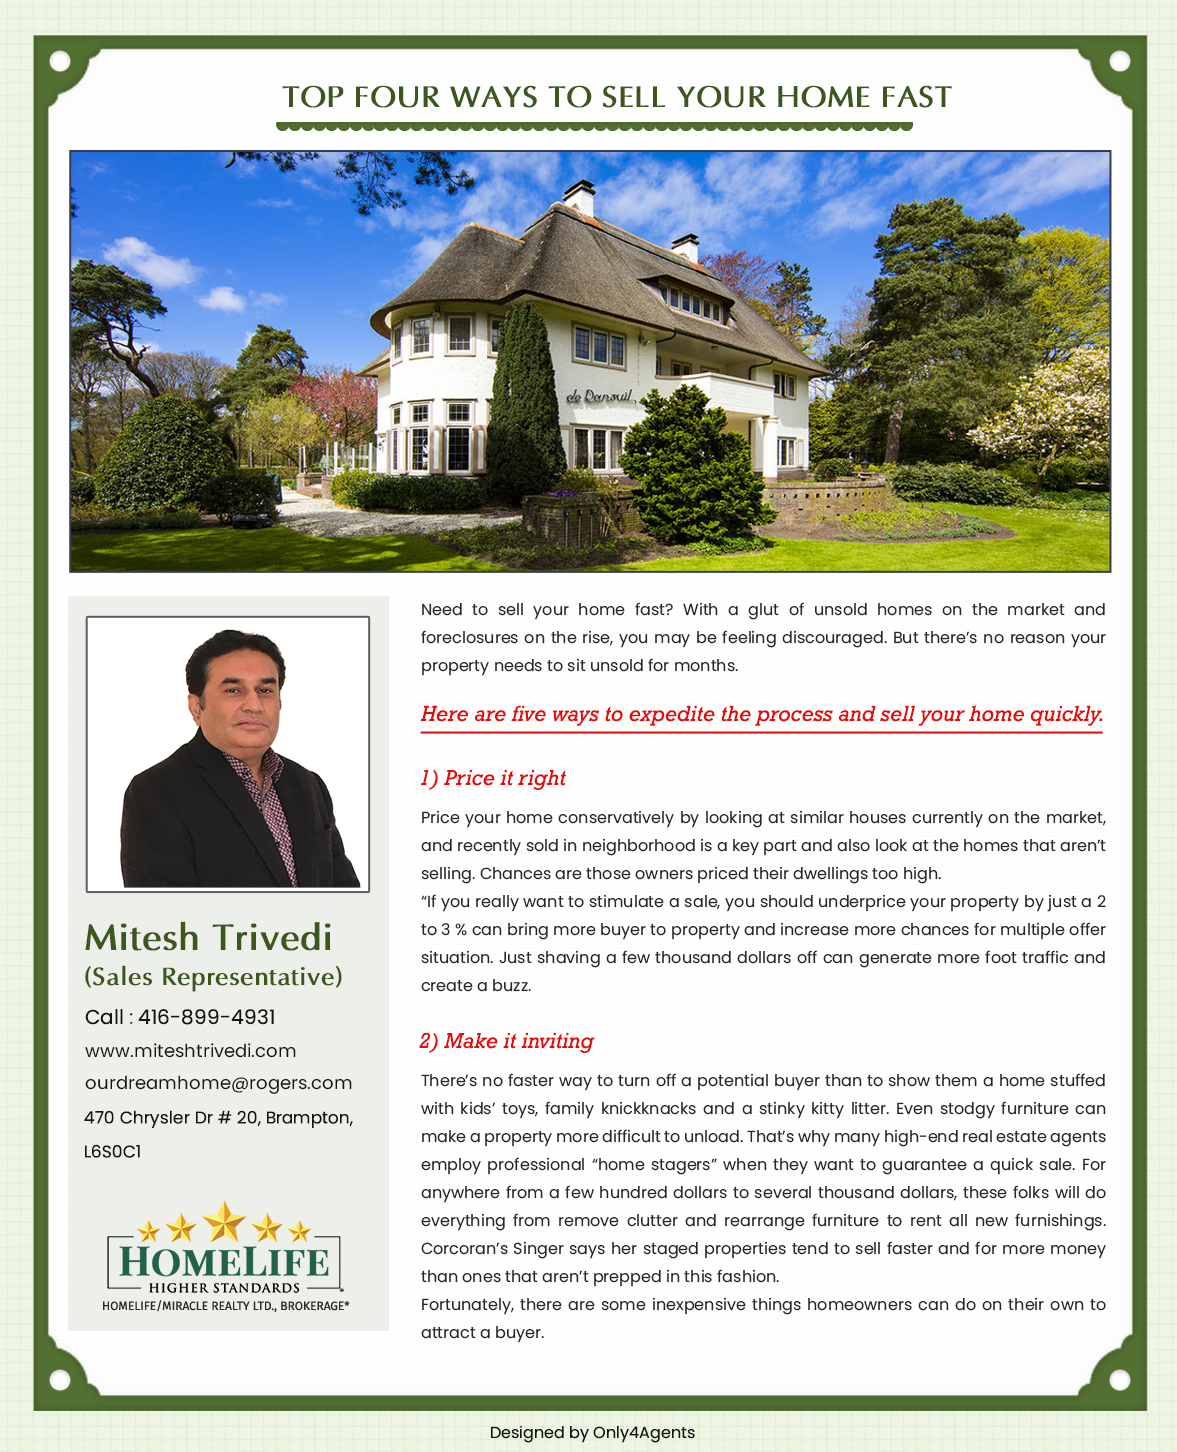 TOP FOUR WAYS TO SELL YOUR HOME FAST
de Donouil
Need to sell your home fast? With a glut of unsold homes on the market and
foreclosures on the rise, you may be feeling discouraged. But there’s no reason your
property needs to sit unsold for months.
Here are five ways to expedite the process and sell your home quickly.
1) Price it right
Price your home conservatively by looking at similar houses currently on the market,
and recently sold in neighborhood is a key part and also look at the homes that aren’t
selling. Chances are those owners priced their dwellings too high.
“If you really want to stimulate a sale, you should underprice your property by just a 2
to 3 % can bring more buyer to property and increase more chances for multiple offer
situation. Just shaving a few thousand dollars off can generate more foot traffic and
create a buzz.
2) Make it inviting
There’s no faster way to turn off a potential buyer than to show them a home stuffed
with kids’ toys, family knickknacks and a stinky kitty litter. Even stodgy furniture can
make a property more difficult to unload. That’s why many high-end real estate agents
employ professional “home stagers” when they want to guarantee a quick sale. For
anywhere from a few hundred dollars to several thousand dollars, these folks will do
everything from remove clutter and rearrange furniture to rent all new furnishings.
Corcoran’s Singer says her staged properties tend to sell faster and for more money
than ones that aren’t prepped in this fashion.
Fortunately, there are some inexpensive things homeowners can do on their own to
attract a buyer.
Mitesh Trivedi
(Sales Representative)
Call : 416-899-4931
www.miteshtrivedi.com
ourdreamhome@rogers.com
470 Chrysler Dr # 20, Brampton,
L6S0C1
HOMELIFE
HIGHER STANDARDS
HOMELIFE/MIRACLE REALTY LTD., BROKERAGE*
Designed by Only4Agents